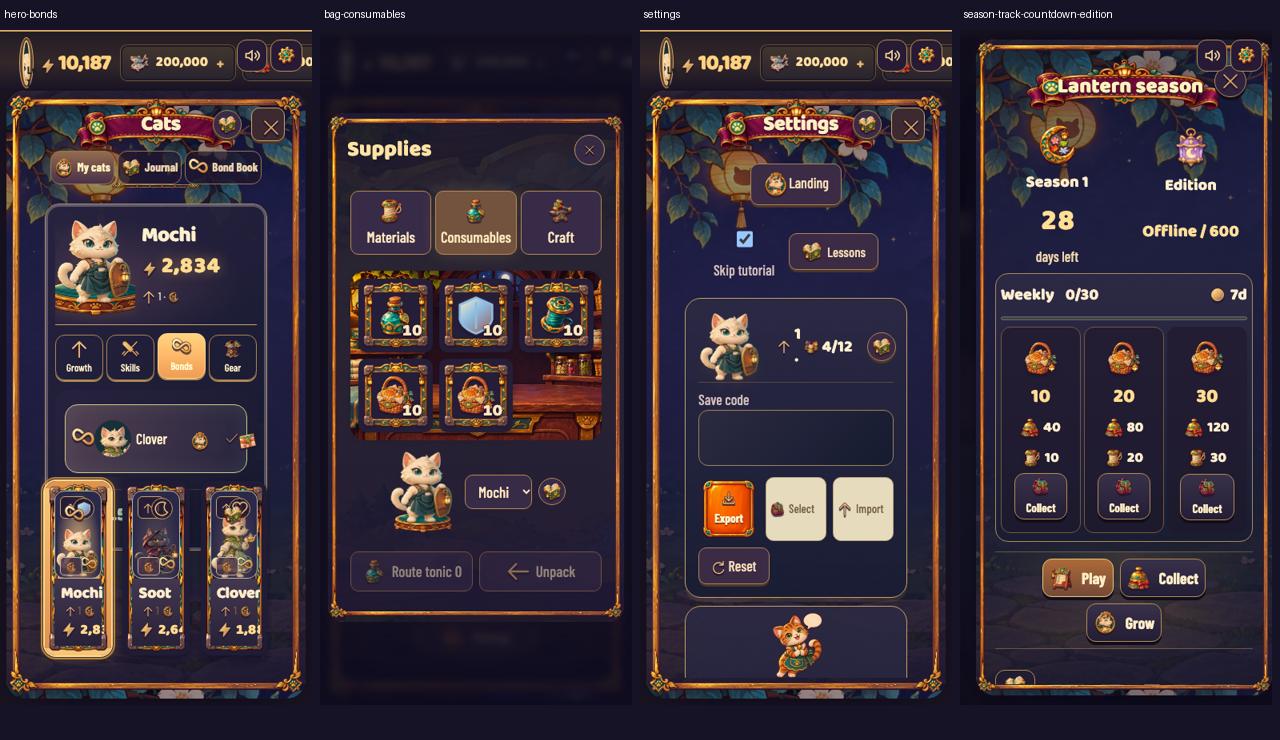 hero-bonds
10,187
200,000 +
Cats
My cats
Journal
Bond Book
Mochi
2,834
1·
Growth
Skills
Bonds
Gear
Clover
Mochi
Soot
Clover
bag-consumables
Supplies
Materials
Consumables
Craft
10
10
10
10
10
Mochi
Route tonic 0
Unpack
settings
10,187
200,000 +
Settings
Landing
Skip tutorial
Lessons
4/12
Save code
Export
Select
Import
Reset
season-track-countdown-edition
Lantern season
Season 1
Edition
28
Offline / 600
days left
Weekly 0/30
7d
10
20
30
40
80
120
10
20
30
Collect
Collect
Collect
Play
Collect
Grow